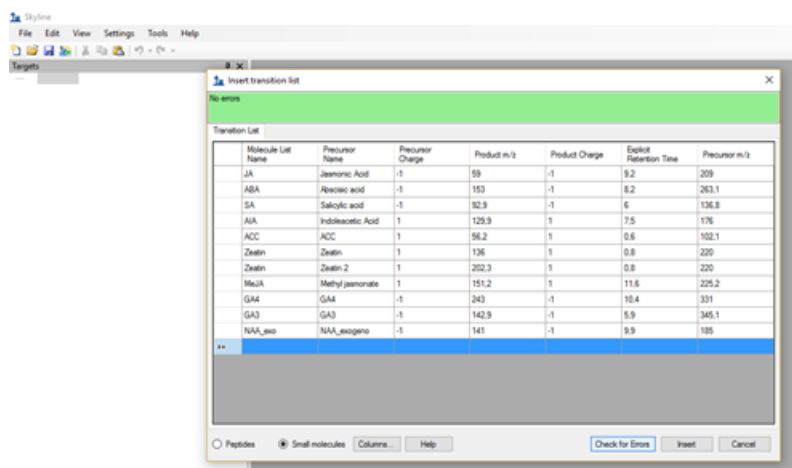 Skyline
File Edit View Settings Tools Help
Targets
Insert transition list
No errors
Transition List
Molecule List Name Precursor Name Precursor Charge Product m/z Product Charge Explicit Retention Time Precursor m/z
JA Jasmonic Acid -1 59 -1 9,2 209
ABA Abscisic acid -1 153 -1 8,2 263,1
SA Salicylic acid -1 92,9 -1 6 136,8
AIA Indoleacetic Acid 1 129,9 1 7,5 176
ACC ACC 1 56,2 1 0,6 102,1
Zeatin Zeatin 1 136 1 0,8 220
Zeatin Zeatin 2 1 202,3 1 0,8 220
MeJA Methyl jasmonate 1 151,2 1 11,6 225,2
GA4 GA4 -1 243 -1 10,4 331
GA3 GA3 -1 142,9 -1 5,9 345,1
NAA_exo NAA_exogeno -1 141 -1 9,9 185
Peptides Small molecules Columns... Help Check for Errors Insert Cancel